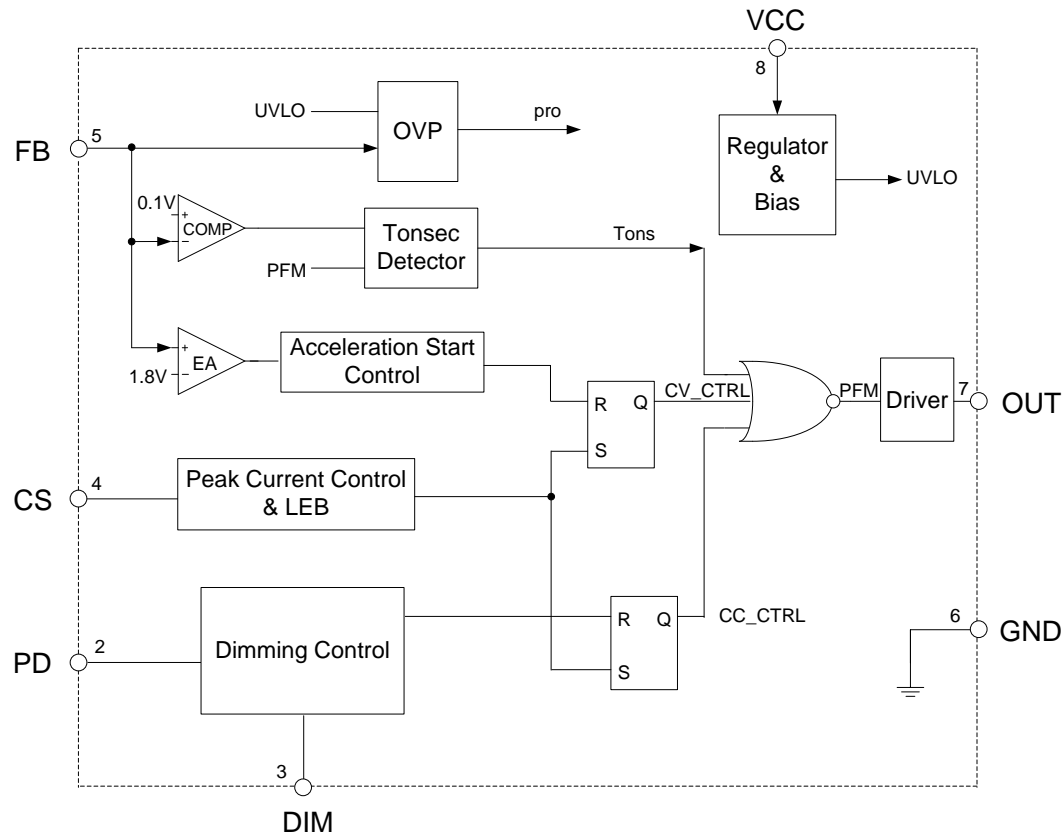 VCC
8
UVLO
OVP
pro
FB
5
Regulator
&
Bias
UVLO
0.1V
+
COMP
−
Tonsec
Detector
Tons
PFM
+
EA
1.8V
−
Acceleration Start
Control
R
Q
S
CV_CTRL
PFM
Driver
7
OUT
CS
4
Peak Current Control
& LEB
PD
2
Dimming Control
R
Q
S
CC_CTRL
6
GND
3
DIM